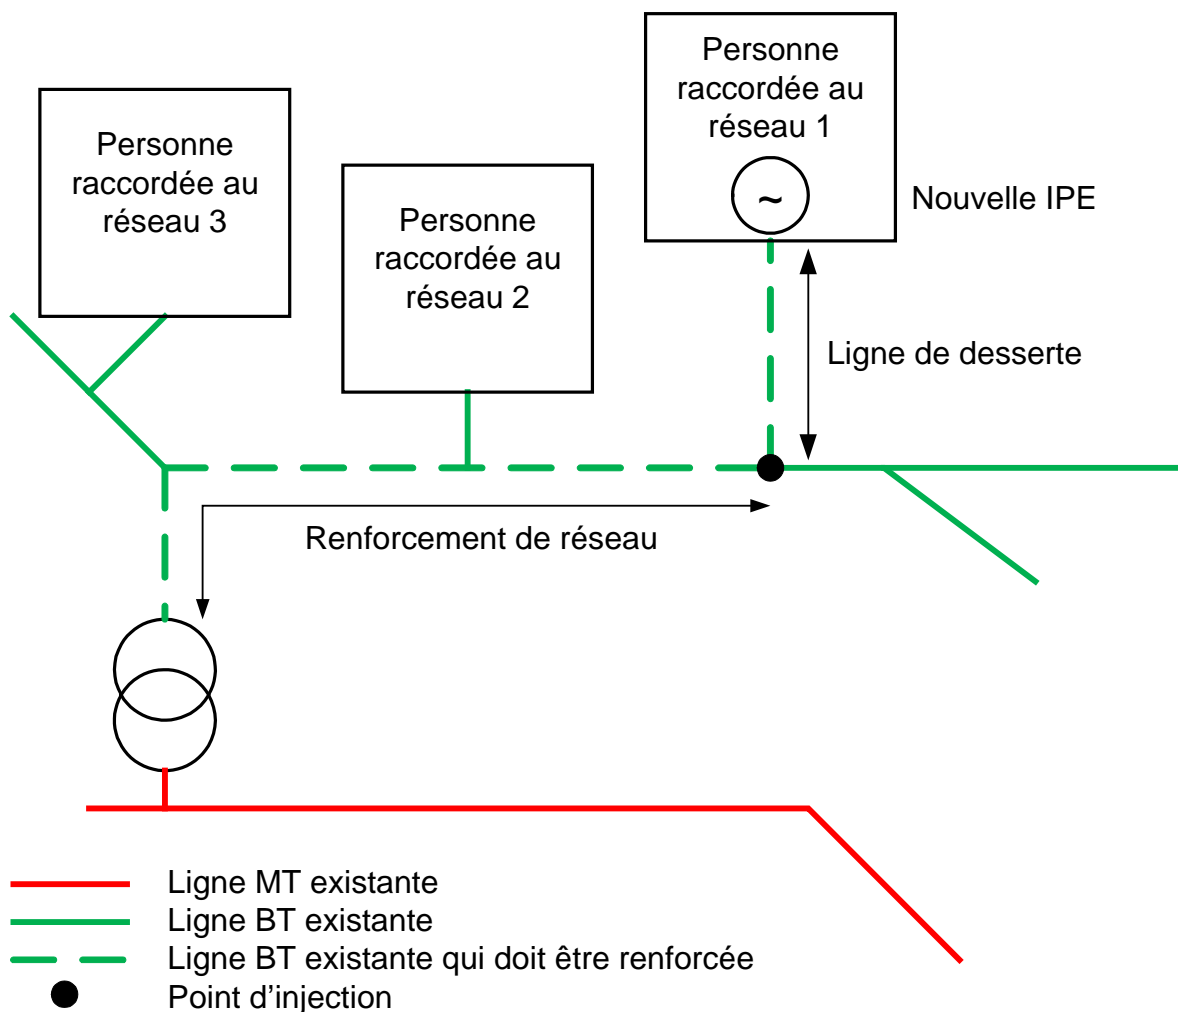 Personne
raccordée au
réseau 1
~
Nouvelle IPE
Personne
raccordée au
réseau 3
Personne
raccordée au
réseau 2
Ligne de desserte
Renforcement de réseau
Ligne MT existante
Ligne BT existante
Ligne BT existante qui doit être renforcée
Point d’injection